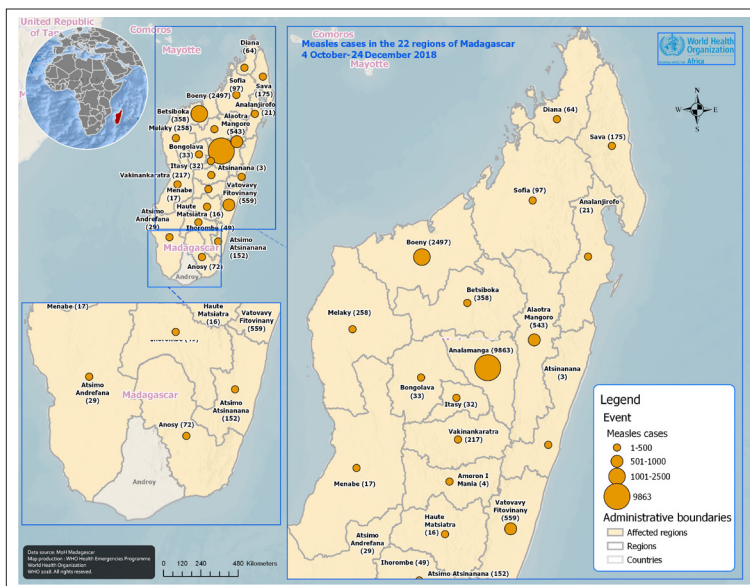 United Republic
of Tan
Comoros
Mayotte
Measles cases in the 22 regions of Madagascar
4 October-24 December 2018
World Health
Organization
Africa
Diana
(64)
Sofia
(97)
Sava
(175)
Boeny (2497)
Analanjirofo
(21)
Betsiboka
(358)
Alaotra
Mangoro
(543)
Melaky (258)
Bongolava
(33)
Itasy (32)
Atsinanana (3)
Vakinankaratra
(217)
Menabe
(17)
Vatovavy
Fitovinany
(559)
Haute
Matsiatra (16)
Atsimo
Andrefana
(29)
Ihorombe (49)
Madagascar
Atsimo
Atsinanana
(152)
Anosy (72)
Androy
Menabe (17)
Haute
Matsiatra
(16)
Vatovavy
Fitovinany
(559)
Atsimo
Andrefana
(29)
Madagascar
Atsimo
Atsinanana
(152)
Anosy (72)
Androy
Comoros
Mayotte
N
W E
S
Diana (64)
Sava (175)
Sofia (97)
Analanjirofo
(21)
Boeny (2497)
Betsiboka
(358)
Melaky (258)
Alaotra
Mangoro
(543)
Analamanga (9863)
Atsinanana
(3)
Bongolava
(33)
Itasy (32)
Vakinankaratra
(217)
Menabe (17)
Amoron I
Mania (4)
Vatovavy
Fitovinany
(559)
Haute
Matsiatra
(16)
Atsimo
Andrefana
(29)
Ihorombe (49)
Atsimo Atsinanana (152)
Legend
Event
Measles cases
1-500
501-1000
1001-2500
9863
Administrative boundaries
Affected regions
Regions
Countries
Data source: MoH Madagascar
Map production : WHO Health Emergencies Programme
World Health Organization
WHO 2018. All rights reseved.
0 60 120 240 360 480 Kilometers